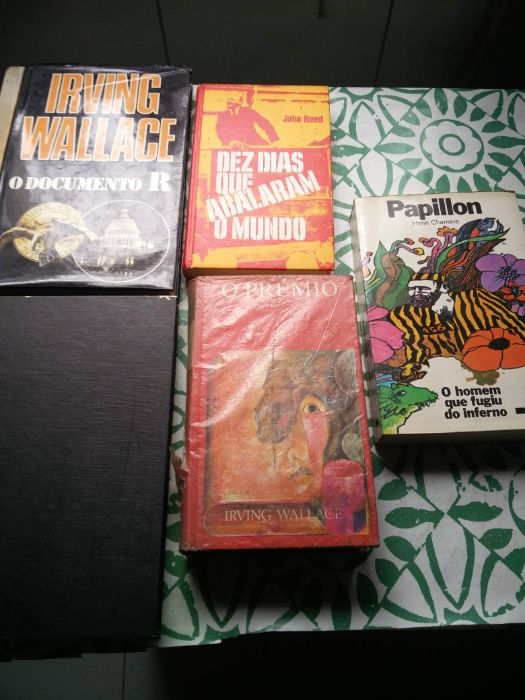 IRVING
WALLACE
O DOCUMENTO R
John Reed
DEZ DIAS
QUE
ABALARAM
O MUNDO
Papillon
Henri Charrière
O homem
que fugiu
do inferno
O PRÊMIO
IRVING WALLACE